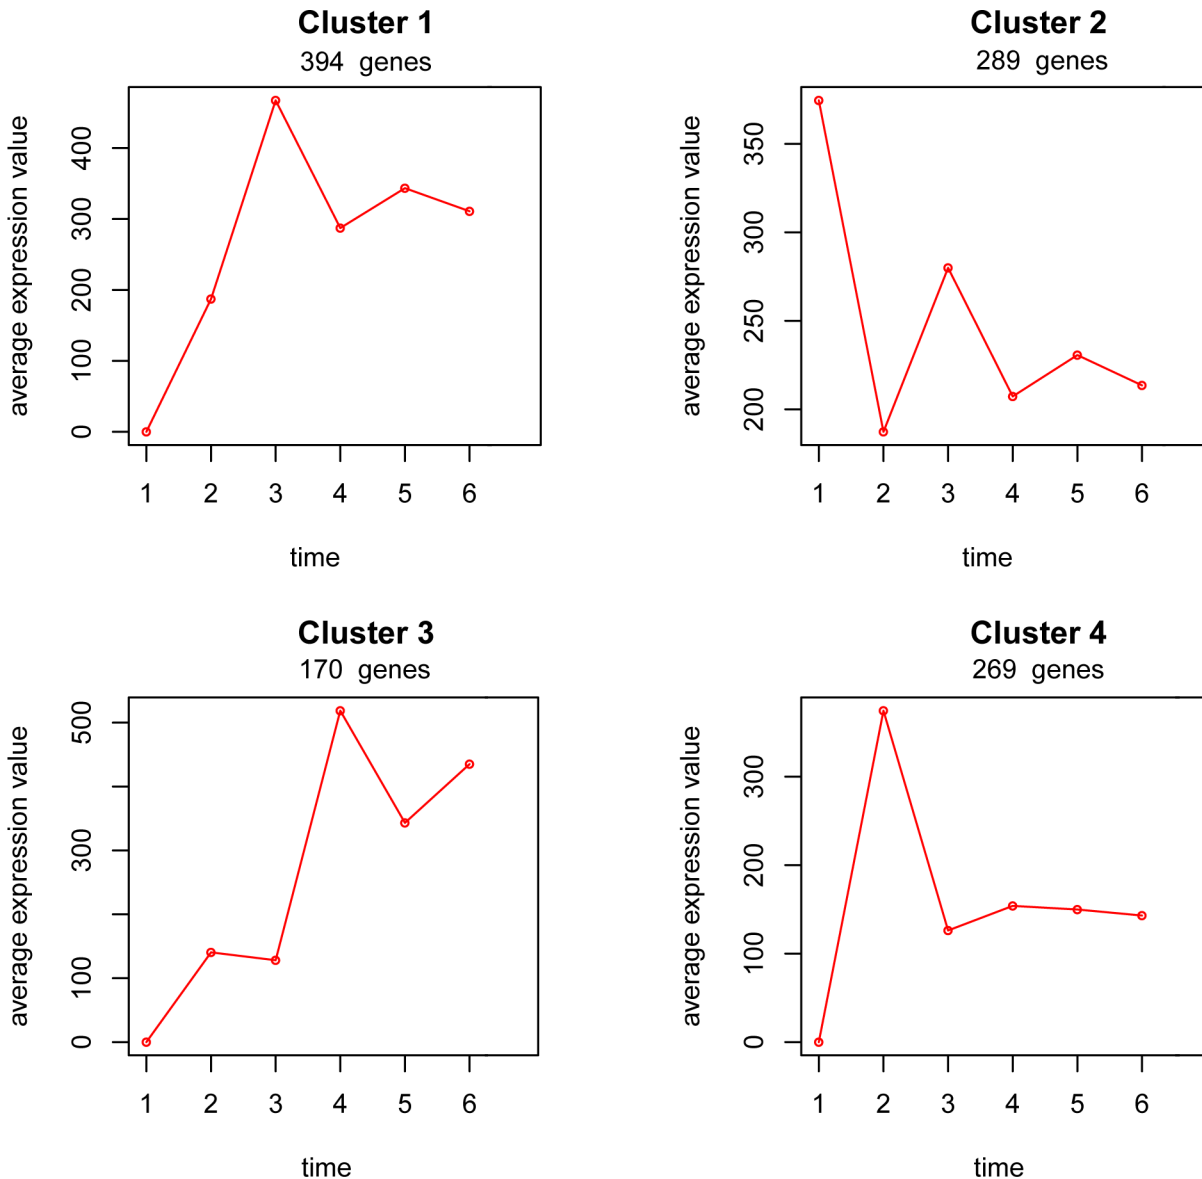 Cluster 1
394 genes
average expression value
400
300
200
100
0
1 2 3 4 5 6
time
Cluster 2
289 genes
average expression value
350
300
250
200
1 2 3 4 5 6
time
Cluster 3
170 genes
average expression value
500
300
100
0
1 2 3 4 5 6
time
Cluster 4
269 genes
average expression value
300
200
100
0
1 2 3 4 5 6
time